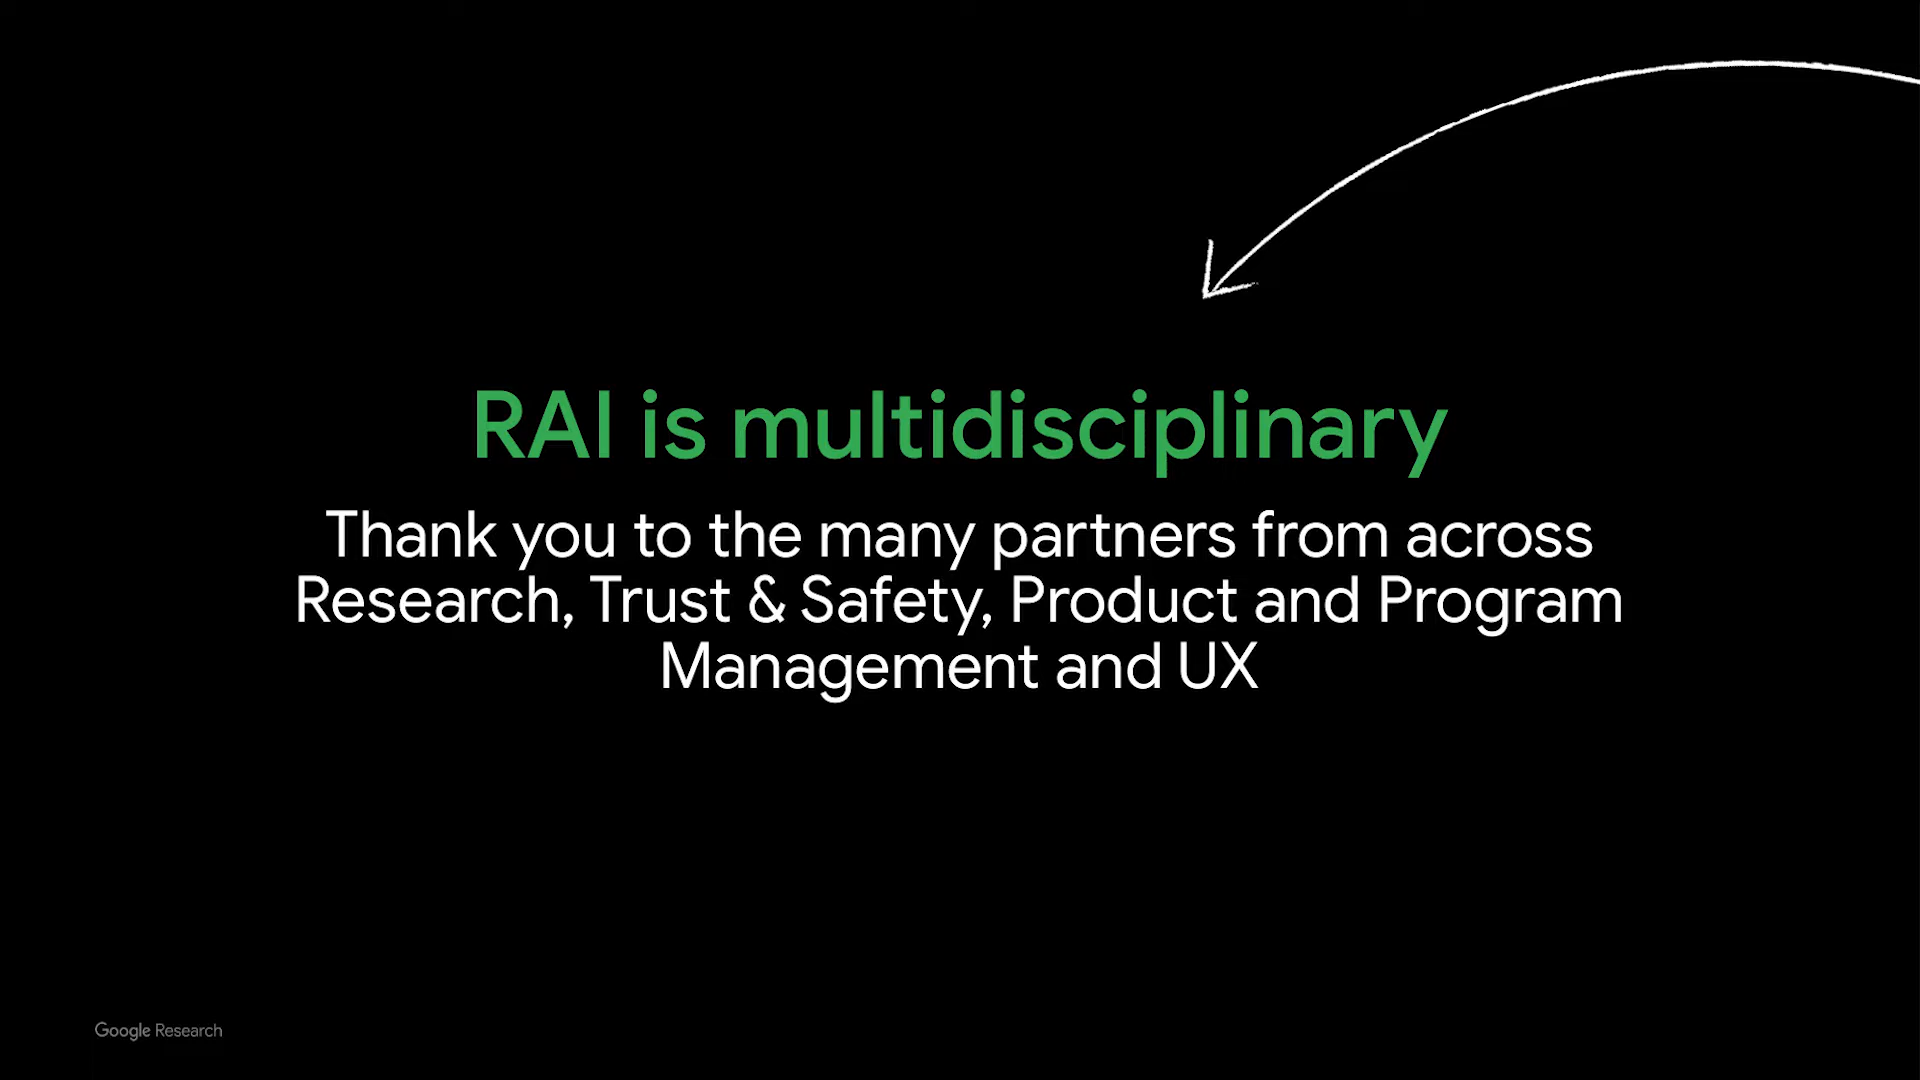 RAI is multidisciplinary
Thank you to the many partners from across
Research, Trust & Safety, Product and Program
Management and UX
Google Research